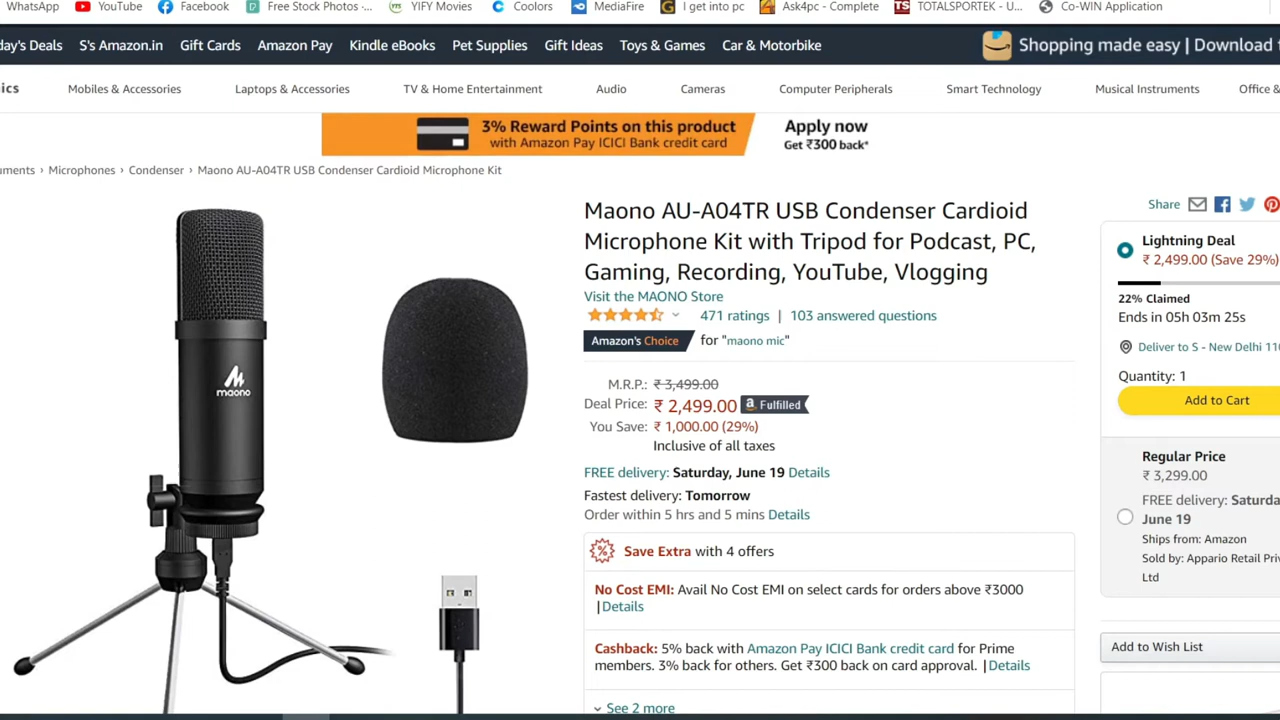 WhatsApp YouTube Facebook Free Stock Photos · ... YIFY Movies Coolors MediaFire I get into pc Ask4pc - Complete TOTALSPORTEK - U... Co-WIN Application
day's Deals S's Amazon.in Gift Cards Amazon Pay Kindle eBooks Pet Supplies Gift Ideas Toys & Games Car & Motorbike Shopping made easy | Download
ics Mobiles & Accessories Laptops & Accessories TV & Home Entertainment Audio Cameras Computer Peripherals Smart Technology Musical Instruments Office &
3% Reward Points on this product
with Amazon Pay ICICI Bank credit card
Apply now
Get ₹300 back*
uments › Microphones › Condenser › Maono AU-A04TR USB Condenser Cardioid Microphone Kit
maono
Maono AU-A04TR USB Condenser Cardioid
Microphone Kit with Tripod for Podcast, PC,
Gaming, Recording, YouTube, Vlogging
Visit the MAONO Store
471 ratings | 103 answered questions
Amazon's Choice for "maono mic"
M.R.P.: ₹ 3,499.00
Deal Price: ₹ 2,499.00 a Fulfilled
You Save: ₹ 1,000.00 (29%)
Inclusive of all taxes
FREE delivery: Saturday, June 19 Details
Fastest delivery: Tomorrow
Order within 5 hrs and 5 mins Details
% Save Extra with 4 offers
No Cost EMI: Avail No Cost EMI on select cards for orders above ₹3000
|Details
Cashback: 5% back with Amazon Pay ICICI Bank credit card for Prime
members. 3% back for others. Get ₹300 back on card approval. |Details
See 2 more
Share
Lightning Deal
₹ 2,499.00 (Save 29%)
22% Claimed
Ends in 05h 03m 25s
Deliver to S - New Delhi 110
Quantity: 1
Add to Cart
Regular Price
₹ 3,299.00
FREE delivery: Saturda
June 19
Ships from: Amazon
Sold by: Appario Retail Priv
Ltd
Add to Wish List